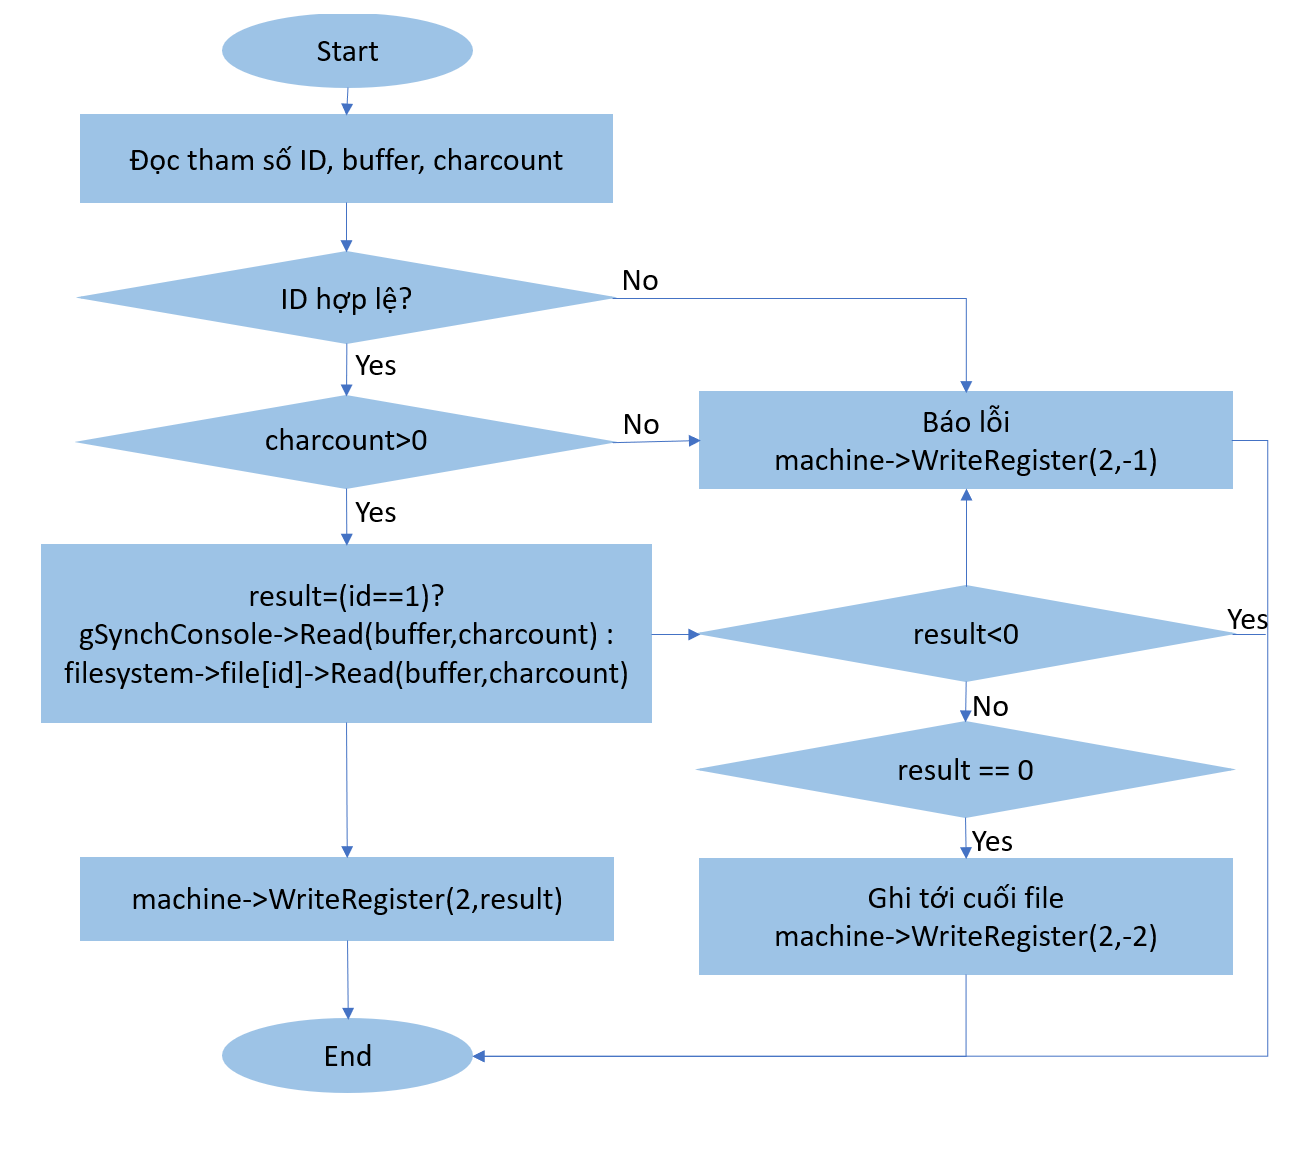 Start
Đọc tham số ID, buffer, charcount
ID hợp lệ?
No
Yes
charcount>0
No
Báo lỗi
machine->WriteRegister(2,-1)
Yes
result=(id==1)?
gSynchConsole->Read(buffer,charcount) :
filesystem->file[id]->Read(buffer,charcount)
result<0
Yes
No
result == 0
Yes
machine->WriteRegister(2,result)
Ghi tới cuối file
machine->WriteRegister(2,-2)
End